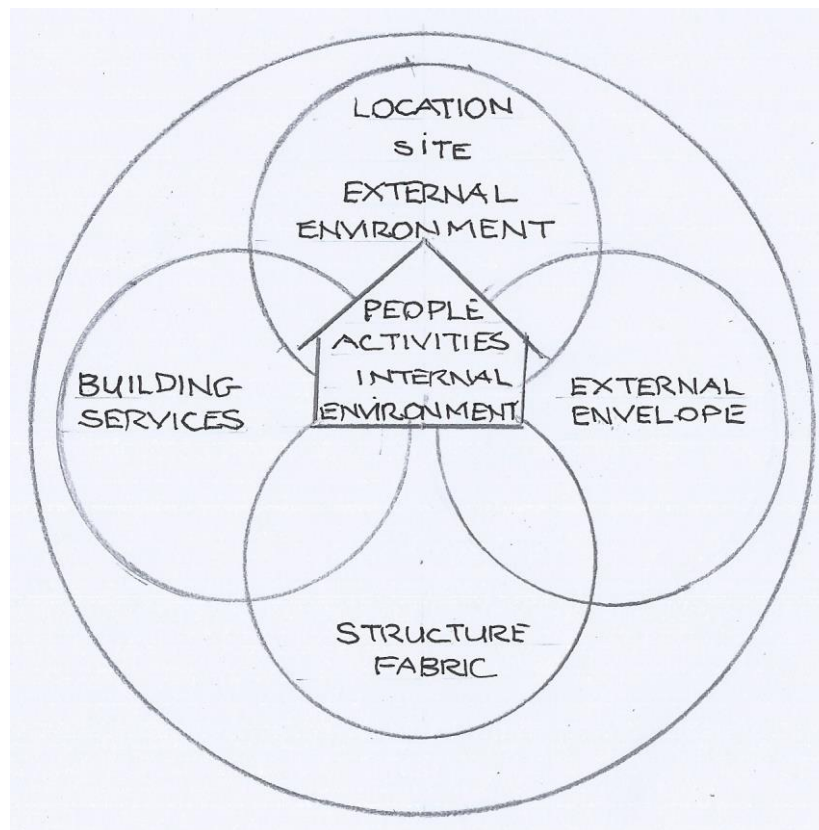 LOCATION
SITE
EXTERNAL
ENVIRONMENT
PEOPLE
ACTIVITIES
INTERNAL
ENVIRONMENT
BUILDING
SERVICES
EXTERNAL
ENVELOPE
STRUCTURE
FABRIC